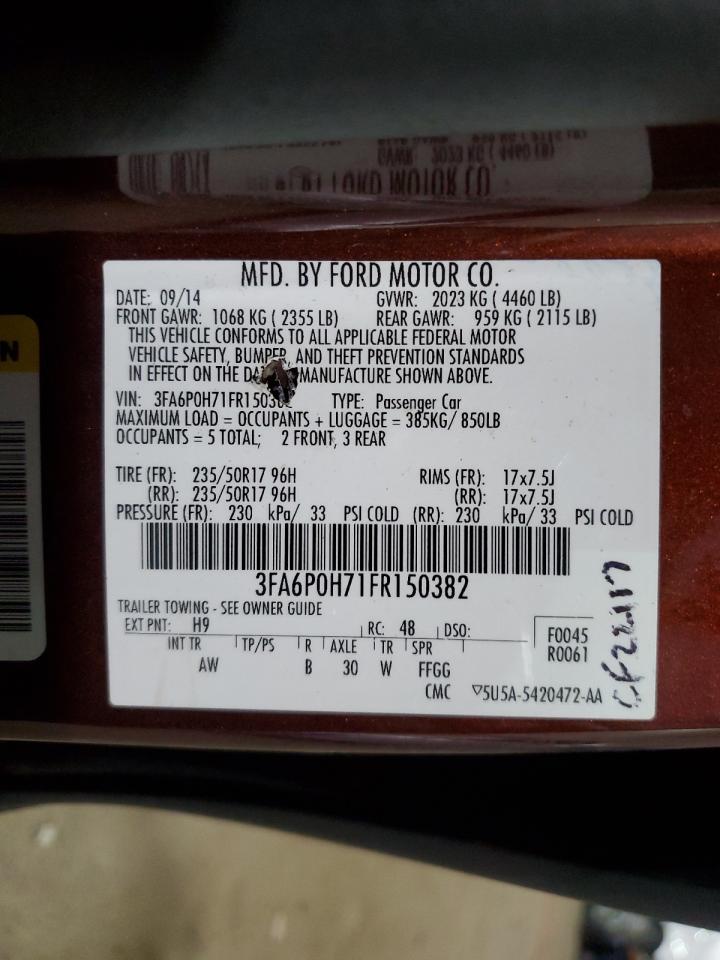 MFD. BY FORD MOTOR CO.
DATE: 09/14 GVWR: 2023 KG ( 4460 LB)
FRONT GAWR: 1068 KG ( 2355 LB) REAR GAWR: 959 KG ( 2115 LB)
THIS VEHICLE CONFORMS TO ALL APPLICABLE FEDERAL MOTOR
VEHICLE SAFETY, BUMPER, AND THEFT PREVENTION STANDARDS
IN EFFECT ON THE MANUFACTURE SHOWN ABOVE.
VIN: 3FA6P0H71FR150382 TYPE: Passenger Car
MAXIMUM LOAD = OCCUPANTS + LUGGAGE = 385KG/ 850LB
OCCUPANTS = 5 TOTAL; 2 FRONT, 3 REAR
TIRE (FR): 235/50R17 96H RIMS (FR): 17x7.5J
(RR): 235/50R17 96H (RR): 17x7.5J
PRESSURE (FR): 230 kPa/ 33 PSI COLD (RR): 230 kPa/ 33 PSI COLD
3FA6P0H71FR150382
TRAILER TOWING - SEE OWNER GUIDE
EXT PNT: H9 RC: 48 DSO: F0045
R0061
INT TR TP/PS R AXLE TR SPR
AW B 30 W FFGG
CMC ▽5U5A-5420472-AA
N